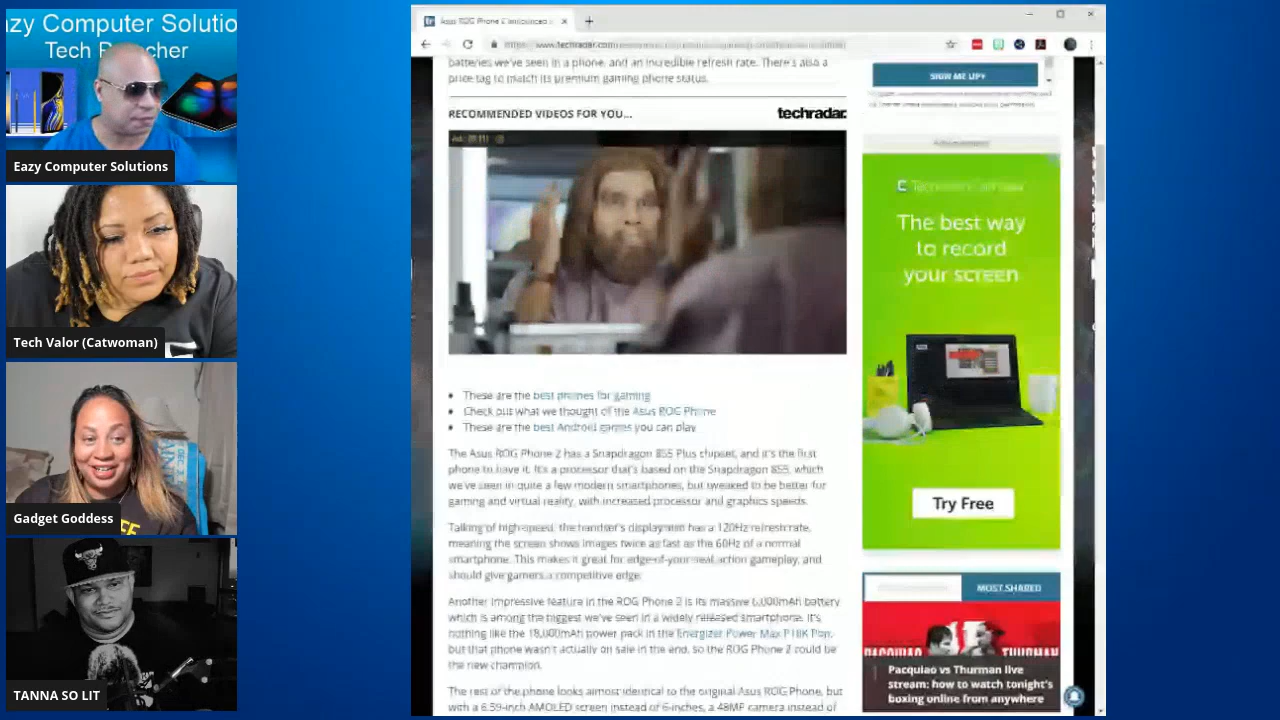 zy Computer Solutio
Tech
cher
Eazy Computer Solutions
Tech Valor (Catwoman)
Gadget Goddess
TANNA SO LIT
Asus ROG Phone 2 announced
batteries we've seen in a phone, and an incredible refresh rate. There's also a
price tag to match its premium gaming phone status.
RECOMMENDED VIDEOS FOR YOU...
techradar.
These are the best phones for gaming
Check out what we thought of the Asus ROG Phone
These are the best Android games you can play
The Asus ROG Phone 2 has a Snapdragon 855 Plus chipset, and it's the first
phone to have it. It's a processor that's based on the Snapdragon 855, which
we've seen in quite a few modern smartphones, but tweaked to be better for
gaming and virtual reality, with increased processor and graphics speeds.
Talking of high-speed, the handset's display also has a 120Hz refresh rate,
meaning the screen shows images twice as fast as the 60Hz of a normal
smartphone. This makes it great for edge-of-your-seat action gameplay, and
should give gamers a competitive edge.
Another impressive feature in the ROG Phone 2 is its massive 6,000mAh battery
which is among the biggest we've seen in a widely released smartphone. It's
nothing like the 18,000mAh power pack in the Energizer Power Max P18K Pop,
but that phone wasn't actually on sale in the end, so the ROG Phone 2 could be
the new champion.
The rest of the phone looks almost identical to the original Asus ROG Phone, but
with a 6.59-inch AMOLED screen instead of 6-inches, a 48MP camera instead of
SIGN ME UP
Advertisement
The best way
to record
your screen
Try Free
MOST SHARED
PACQUIAO
THURMAN
Pacquiao vs Thurman live
stream: how to watch tonight's
boxing online from anywhere